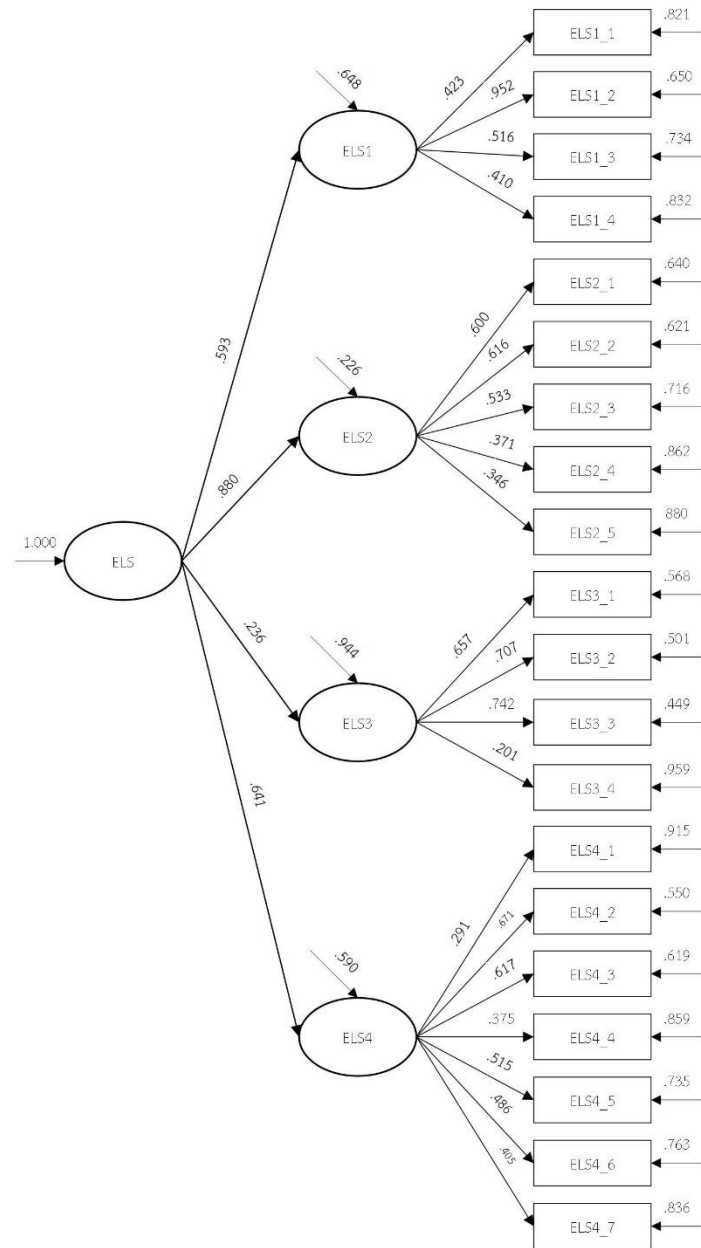 1.000
ELS
.593
.880
.236
.641
.648
ELS1
.423
.952
.516
.410
ELS1_1
.821
ELS1_2
.650
ELS1_3
.734
ELS1_4
.832
.226
ELS2
.600
.616
.533
.371
.346
ELS2_1
.640
ELS2_2
.621
ELS2_3
.716
ELS2_4
.862
ELS2_5
880
.944
ELS3
.657
.707
.742
.201
ELS3_1
.568
ELS3_2
.501
ELS3_3
.449
ELS3_4
.959
.590
ELS4
.291
.671
.617
.375
.515
.486
.405
ELS4_1
.915
ELS4_2
.550
ELS4_3
.619
ELS4_4
.859
ELS4_5
.735
ELS4_6
.763
ELS4_7
.836